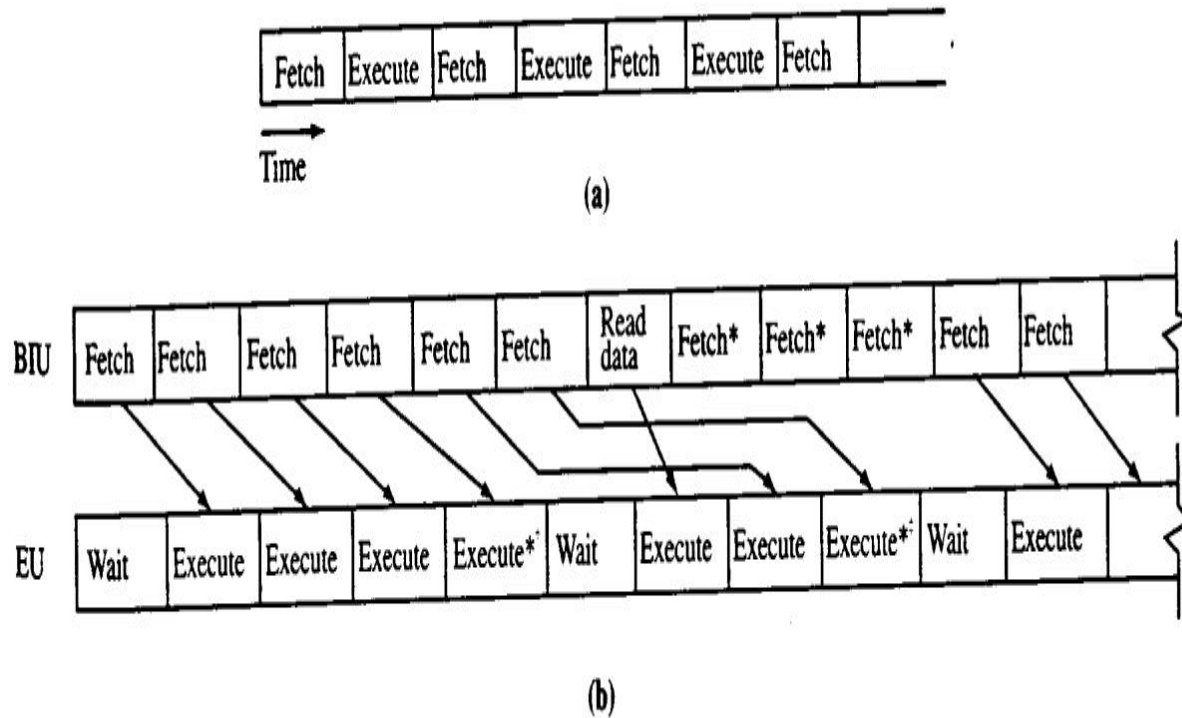 Fetch Execute Fetch Execute Fetch Execute Fetch
Time
(a)
BIU Fetch Fetch Fetch Fetch Fetch Fetch Read data Fetch* Fetch* Fetch* Fetch Fetch
EU Wait Execute Execute Execute Execute*† Wait Execute Execute Execute*† Wait Execute
(b)